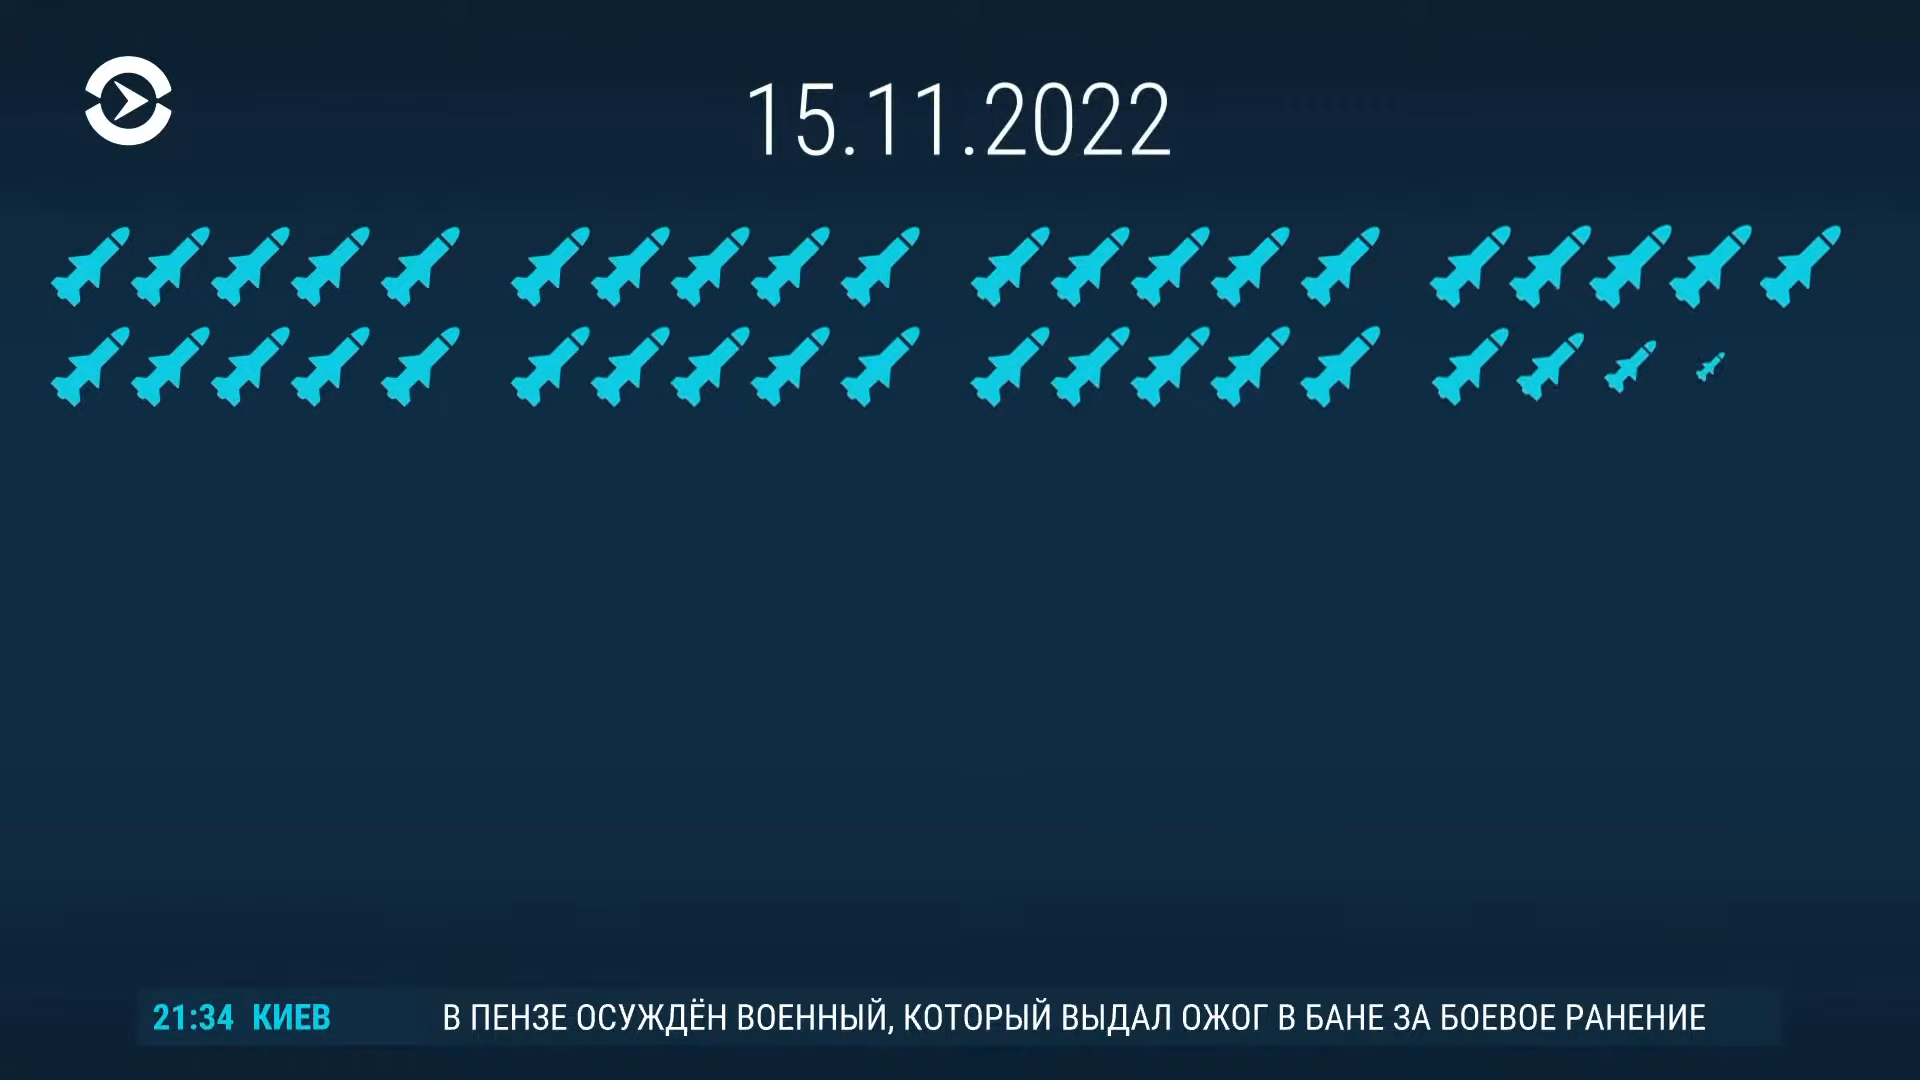 15.11.2022
21:34 КИЕВ
В ПЕНЗЕ ОСУЖДЁН ВОЕННЫЙ, КОТОРЫЙ ВЫДАЛ ОЖОГ В БАНЕ ЗА БОЕВОЕ РАНЕНИЕ